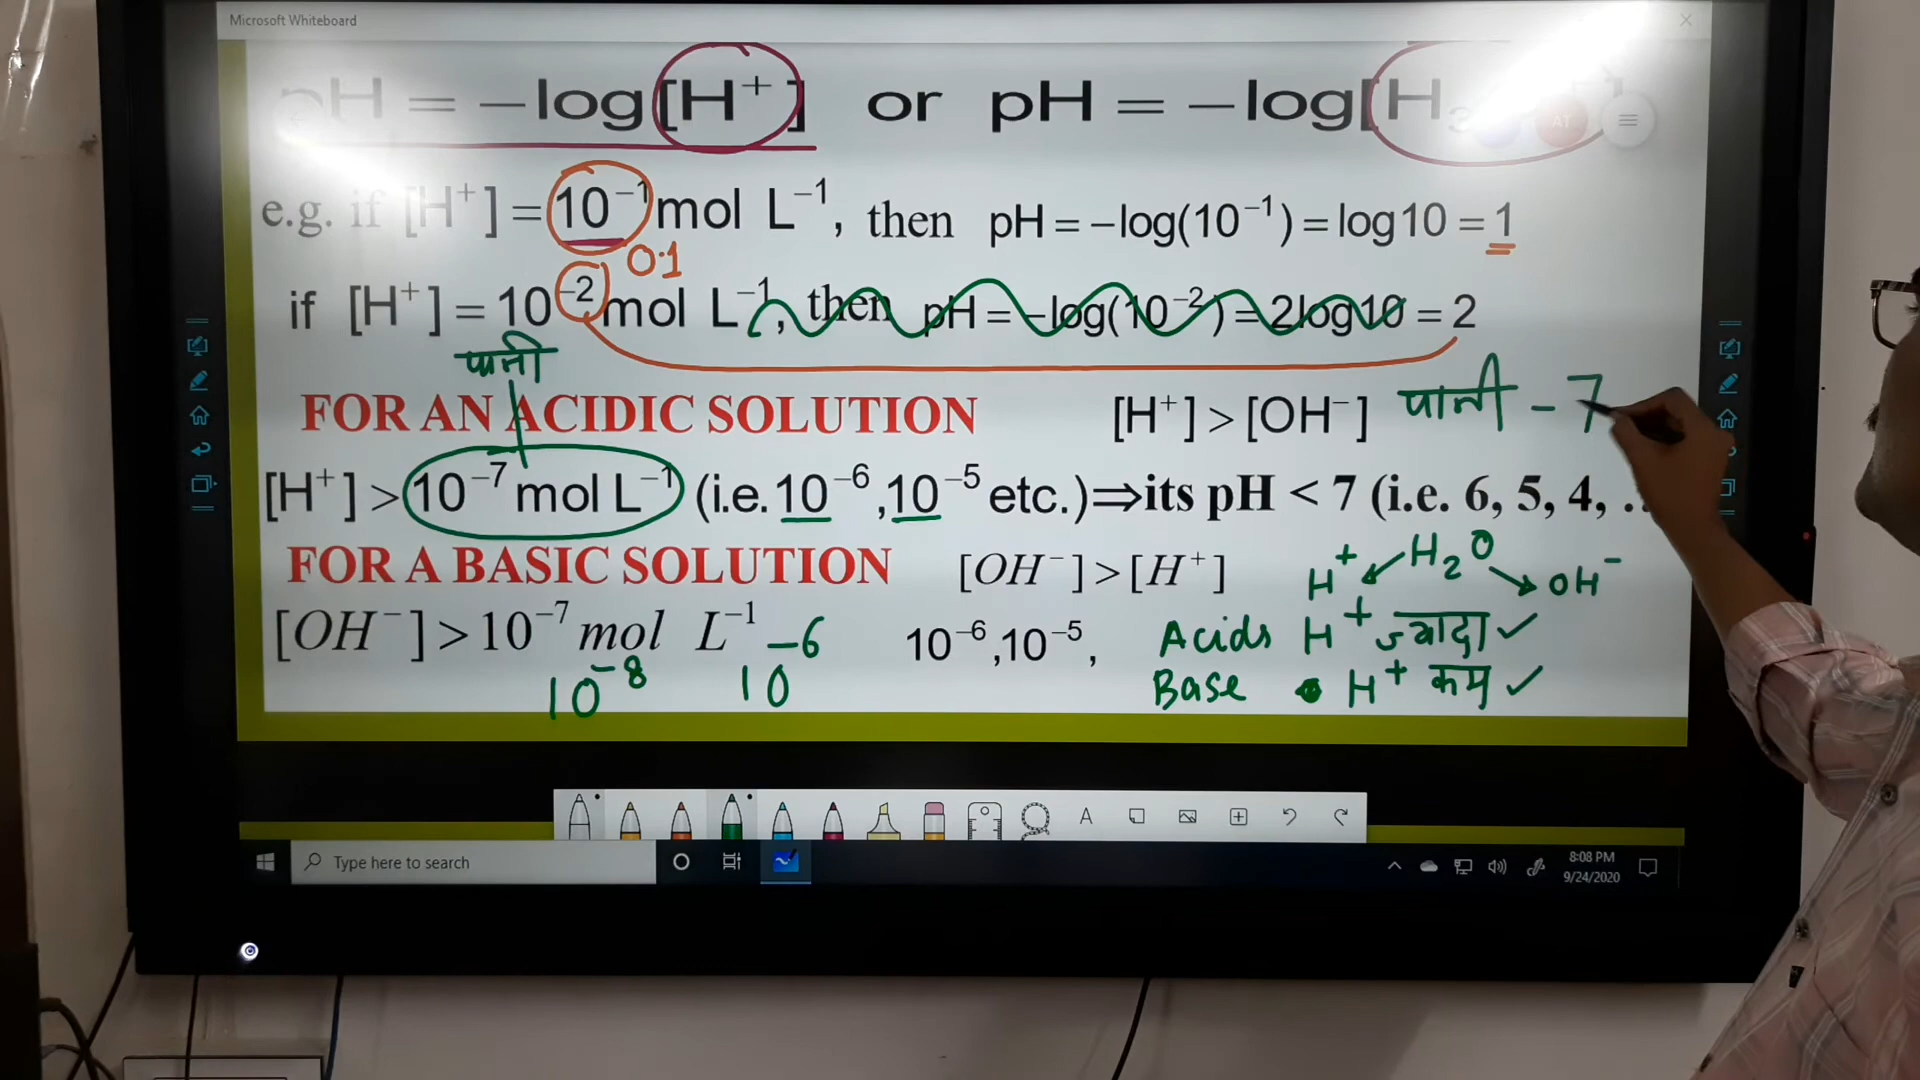 Microsoft Whiteboard
pH = −log[H⁺] or pH = −log[H₃
e.g. if [H⁺] = 10⁻¹ mol L⁻¹, then pH = −log(10⁻¹) = log10 = 1
0.1
if [H⁺] = 10⁻² mol L⁻¹, then pH = −log(10⁻²) = 2log10 = 2
पानी
FOR AN ACIDIC SOLUTION [H⁺] > [OH⁻] पानी − 7
[H⁺] > 10⁻⁷ mol L⁻¹ (i.e. 10⁻⁶ ,10⁻⁵ etc.)⇒its pH < 7 (i.e. 6, 5, 4, ..
FOR A BASIC SOLUTION [OH⁻] > [H⁺] H⁺ ↙ H₂O ↘ OH⁻
[OH⁻] > 10⁻⁷ mol L⁻¹ 10⁻⁶,10⁻⁵, Acids H⁺ ज्यादा ✓
10⁻⁸ 10⁻⁶ Base H⁺ कम ✓
A
Type here to search
8:08 PM
9/24/2020